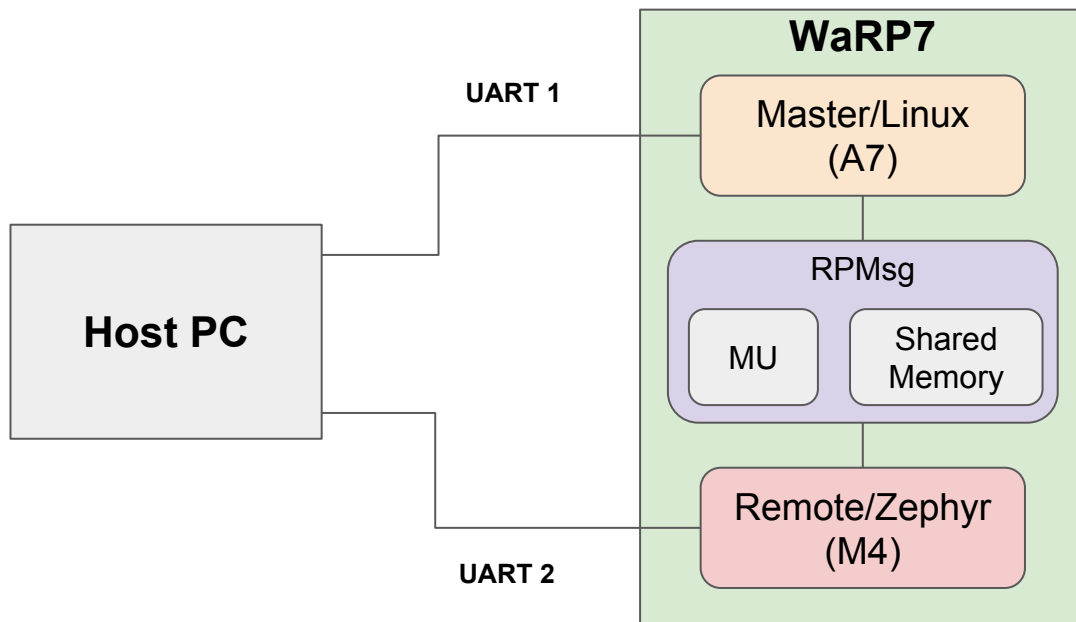 WaRP7
UART 1
Master/Linux
(A7)
RPMsg
Host PC
MU
Shared
Memory
Remote/Zephyr
(M4)
UART 2